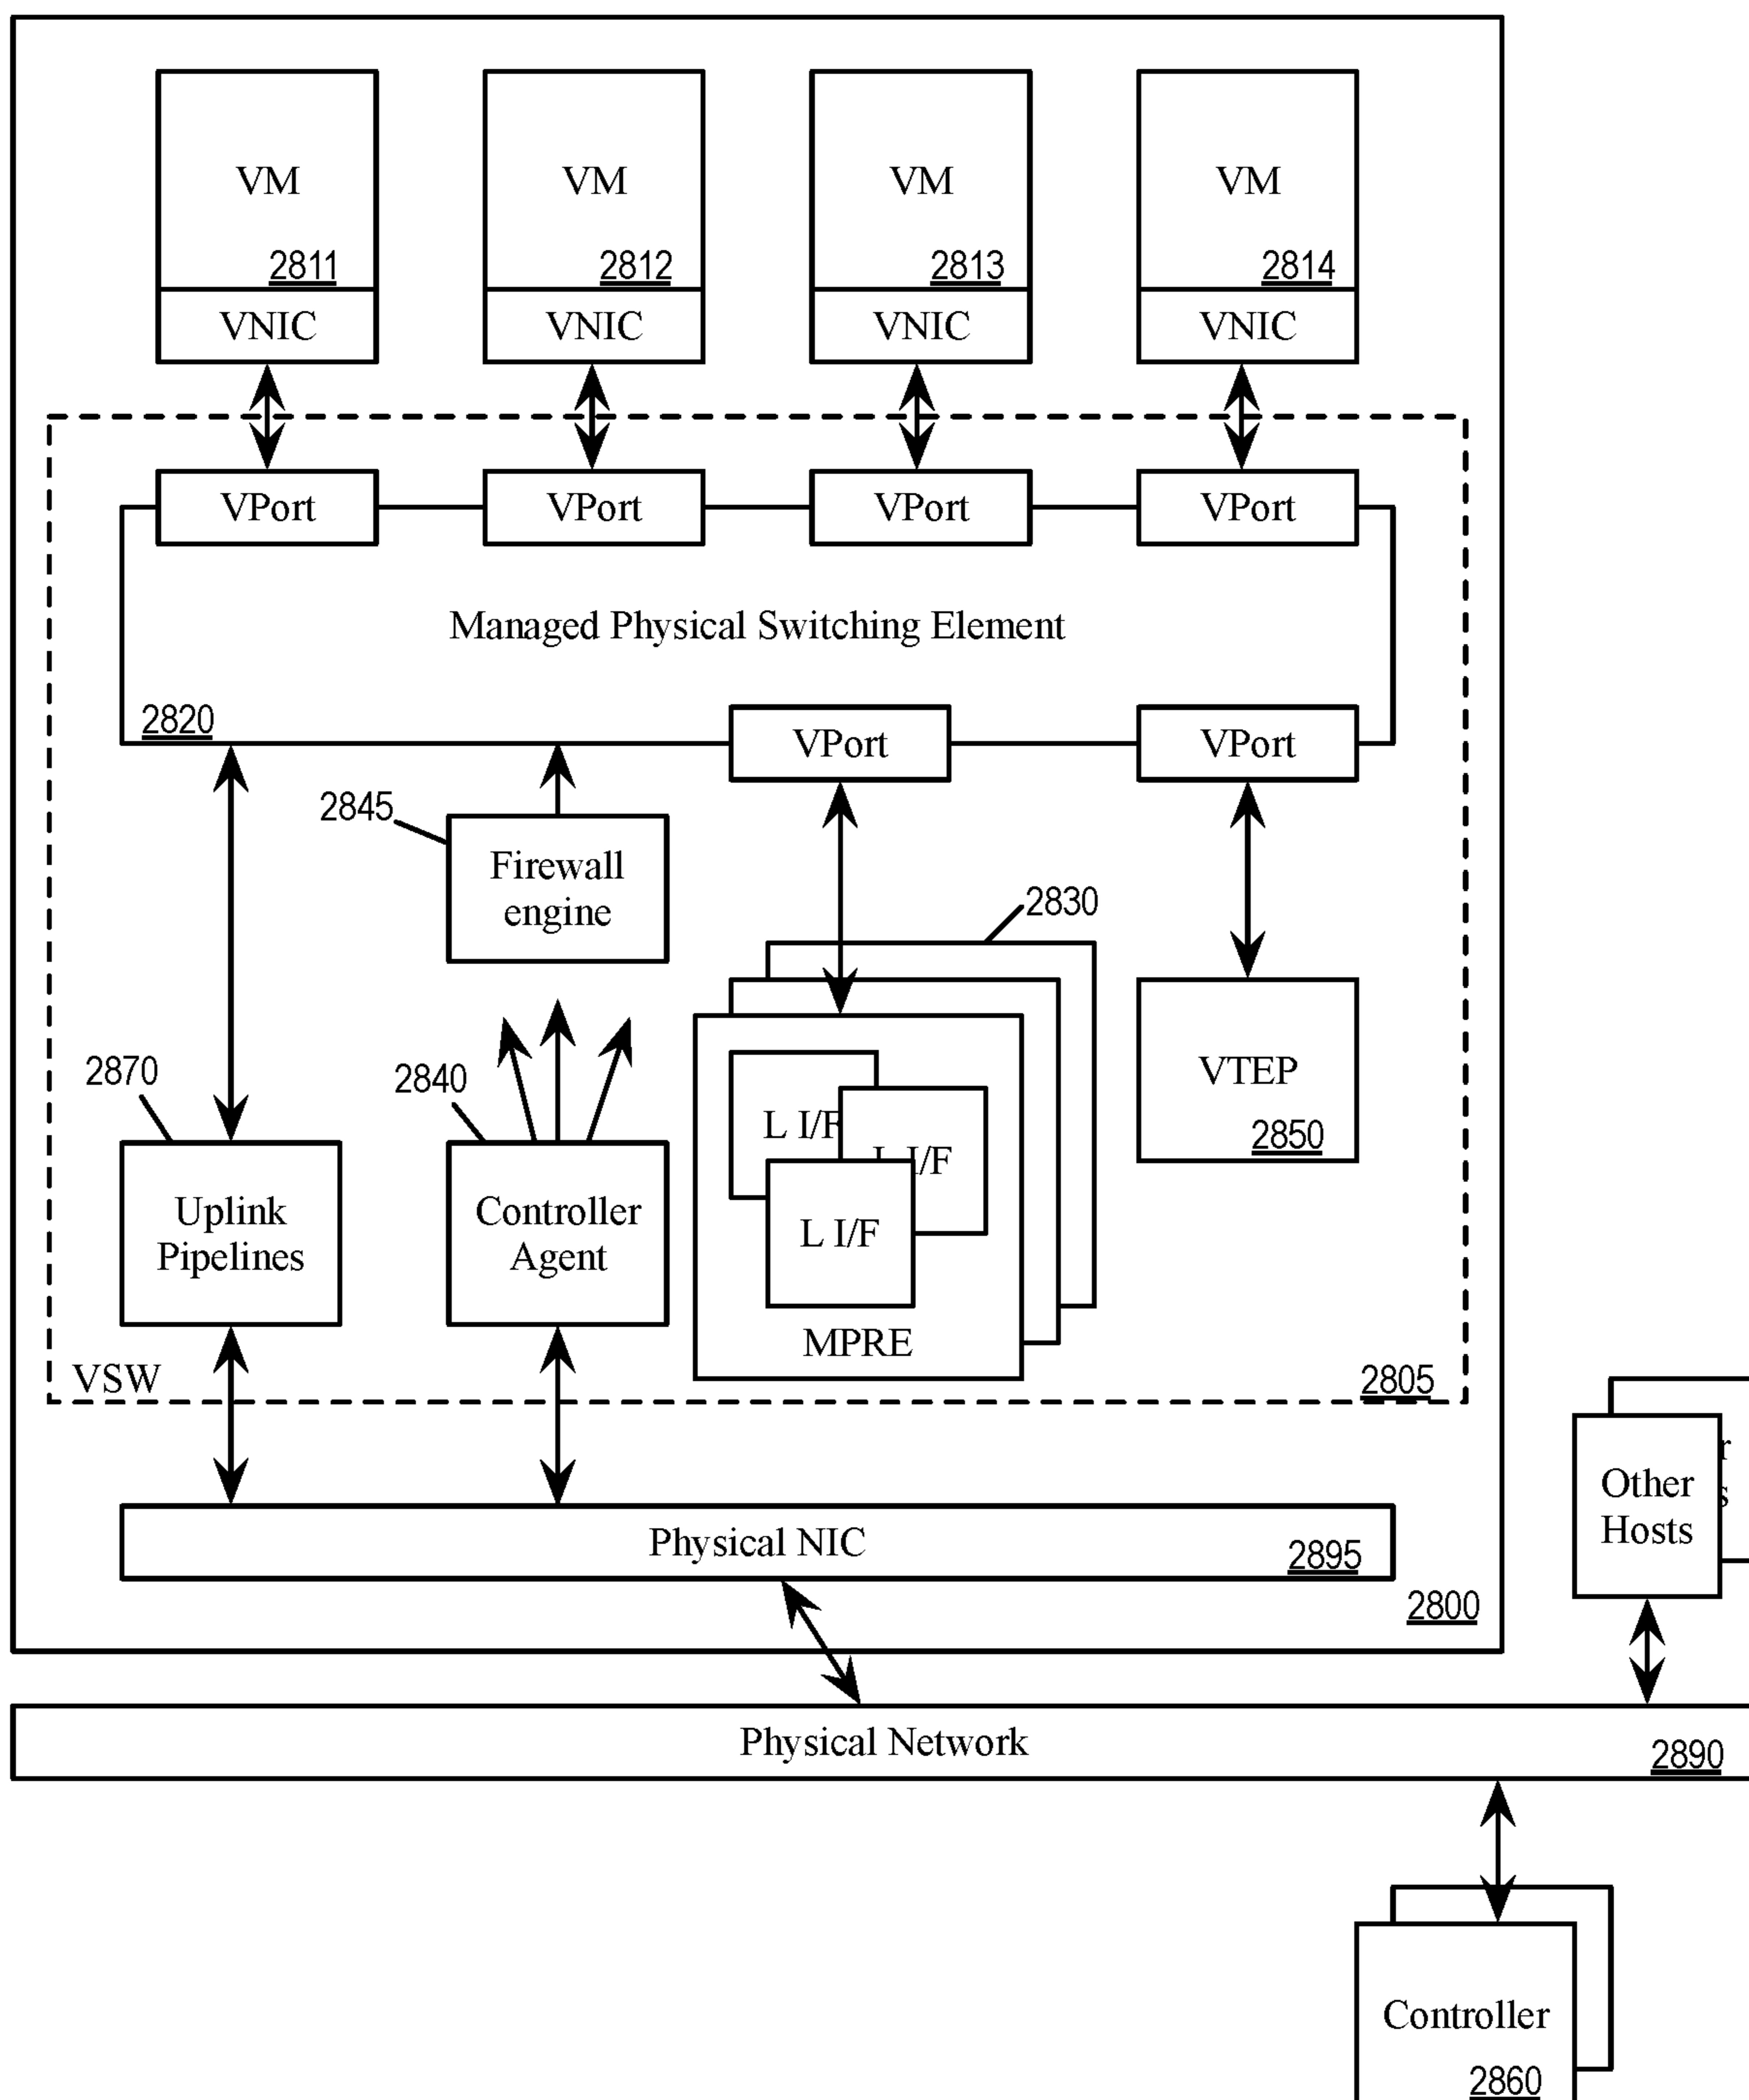 VM
2811
VNIC
VM
2812
VNIC
VM
2813
VNIC
VM
2814
VNIC
VPort
VPort
VPort
VPort
Managed Physical Switching Element
2820
VPort
VPort
2845
Firewall
engine
2830
2870
2840
L I/F
I/F
L I/F
MPRE
VTEP
2850
Uplink
Pipelines
Controller
Agent
VSW
2805
Other
Hosts
Physical NIC
2895
2800
Physical Network
2890
Controller
2860